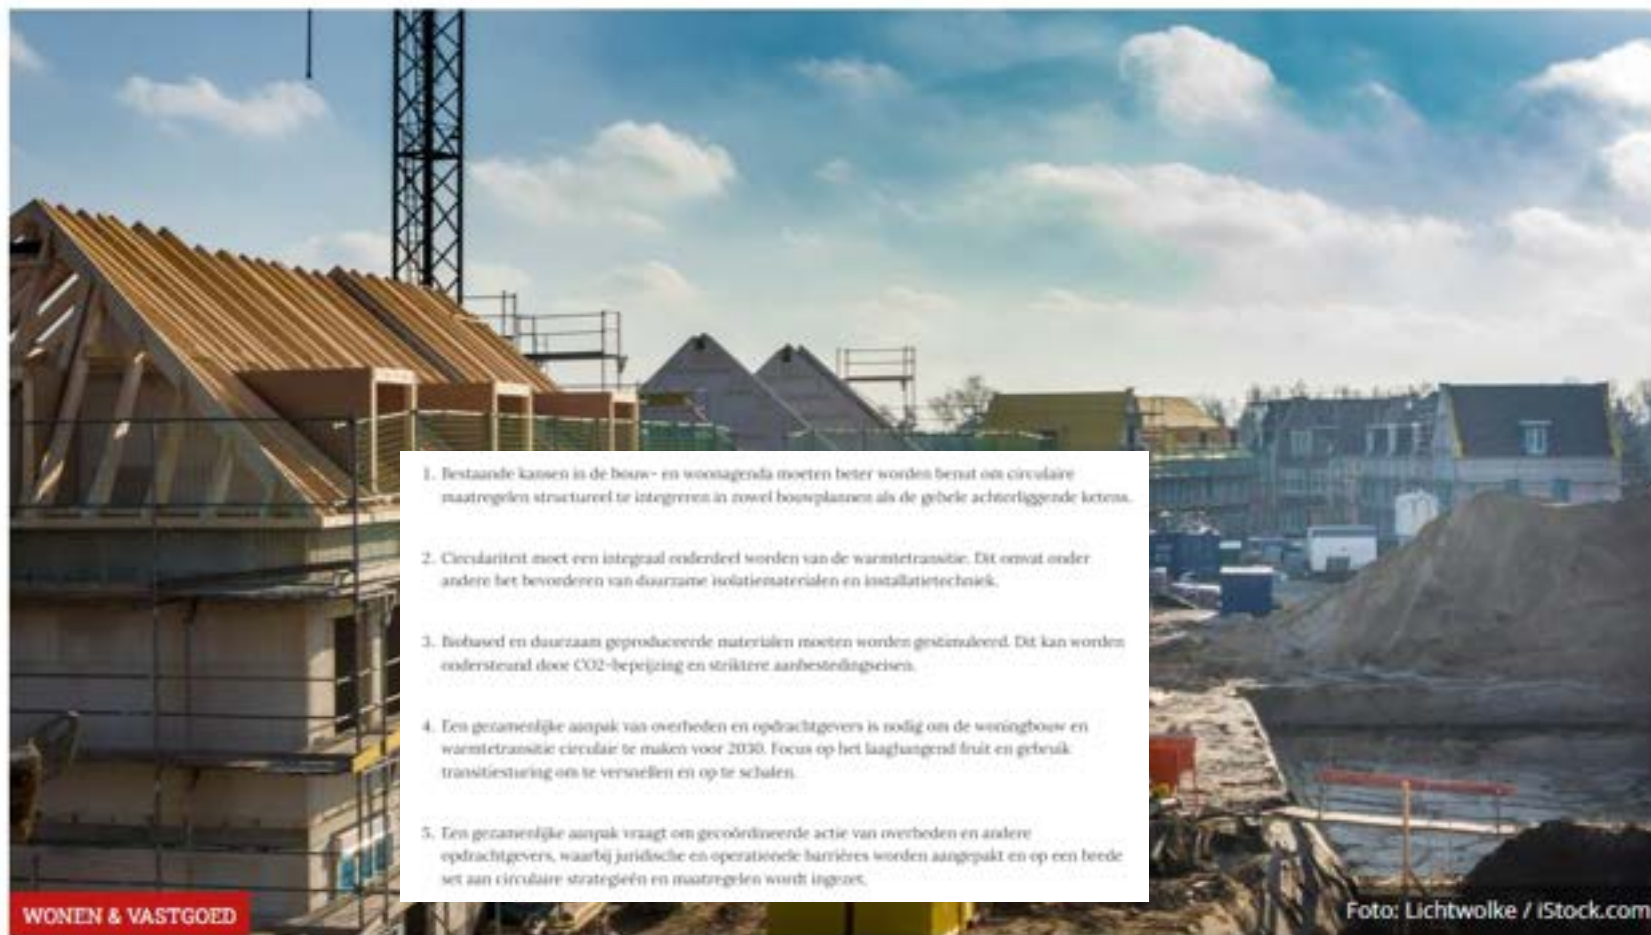 1. Bestaande kansen in de bouw- en woonagenda moeten beter worden benut om circulaire
maatregelen structureel te integreren in zowel bouwplannen als de gehele achterliggende ketens.
2. Circulariteit moet een integraal onderdeel worden van de warmtetransitie. Dit omvat onder
andere het bevorderen van duurzame isolatiematerialen en installatietechniek.
3. Biobased en duurzaam geproduceerde materialen moeten worden gestimuleerd. Dit kan worden
ondersteund door CO2-beprijzing en striktere aanbestedingseisen.
4. Een gezamenlijke aanpak van overheden en opdrachtgevers is nodig om de woningbouw en
warmtetransitie circulair te maken voor 2030. Focus op het laaghangend fruit en gebruik
transitiesturing om te versnellen en op te schalen.
5. Een gezamenlijke aanpak vraagt om gecoördineerde actie van overheden en andere
opdrachtgevers, waarbij juridische en operationele barrières worden aangepakt en op een brede
set aan circulaire strategieën en maatregelen wordt ingezet.
WONEN & VASTGOED
Foto: Lichtwolke / iStock.com